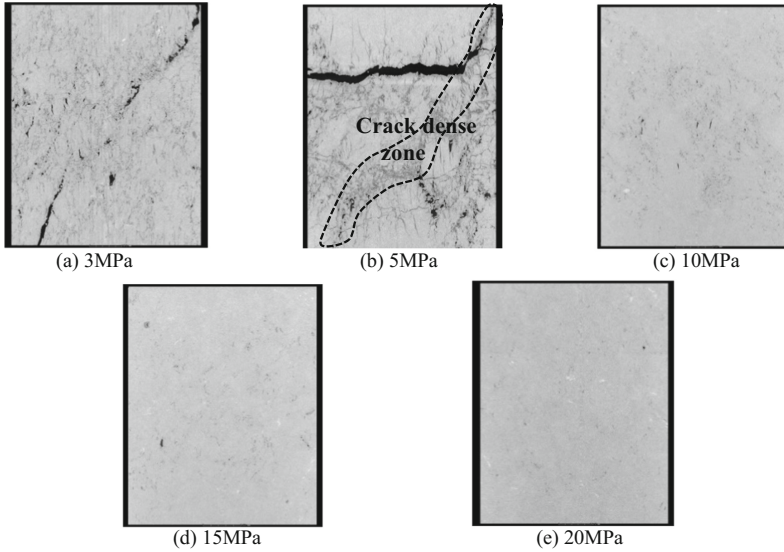 Crack dense
zone
(a) 3MPa
(b) 5MPa
(c) 10MPa
(d) 15MPa
(e) 20MPa